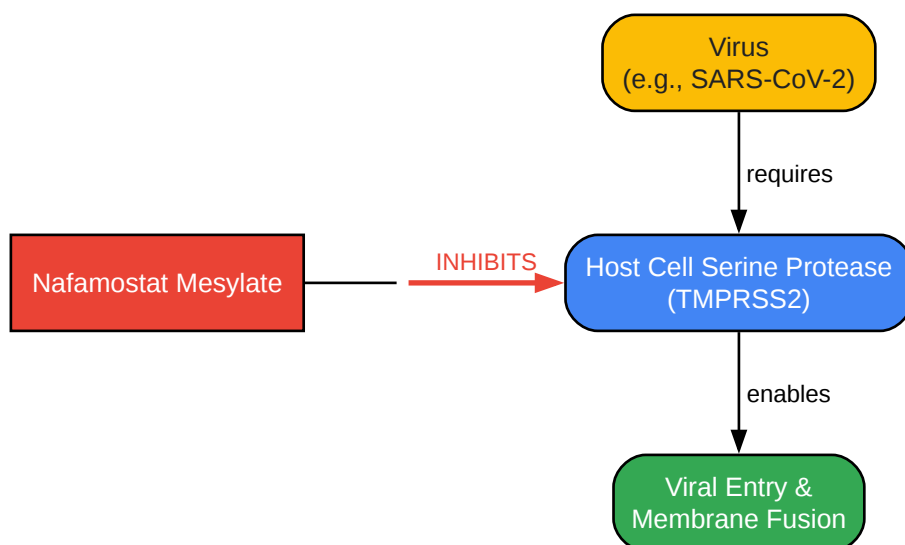 Virus
(e.g., SARS-CoV-2)
requires
INHIBITS
Nafamostat Mesylate
Host Cell Serine Protease
(TMPRSS2)
enables
Viral Entry &
Membrane Fusion